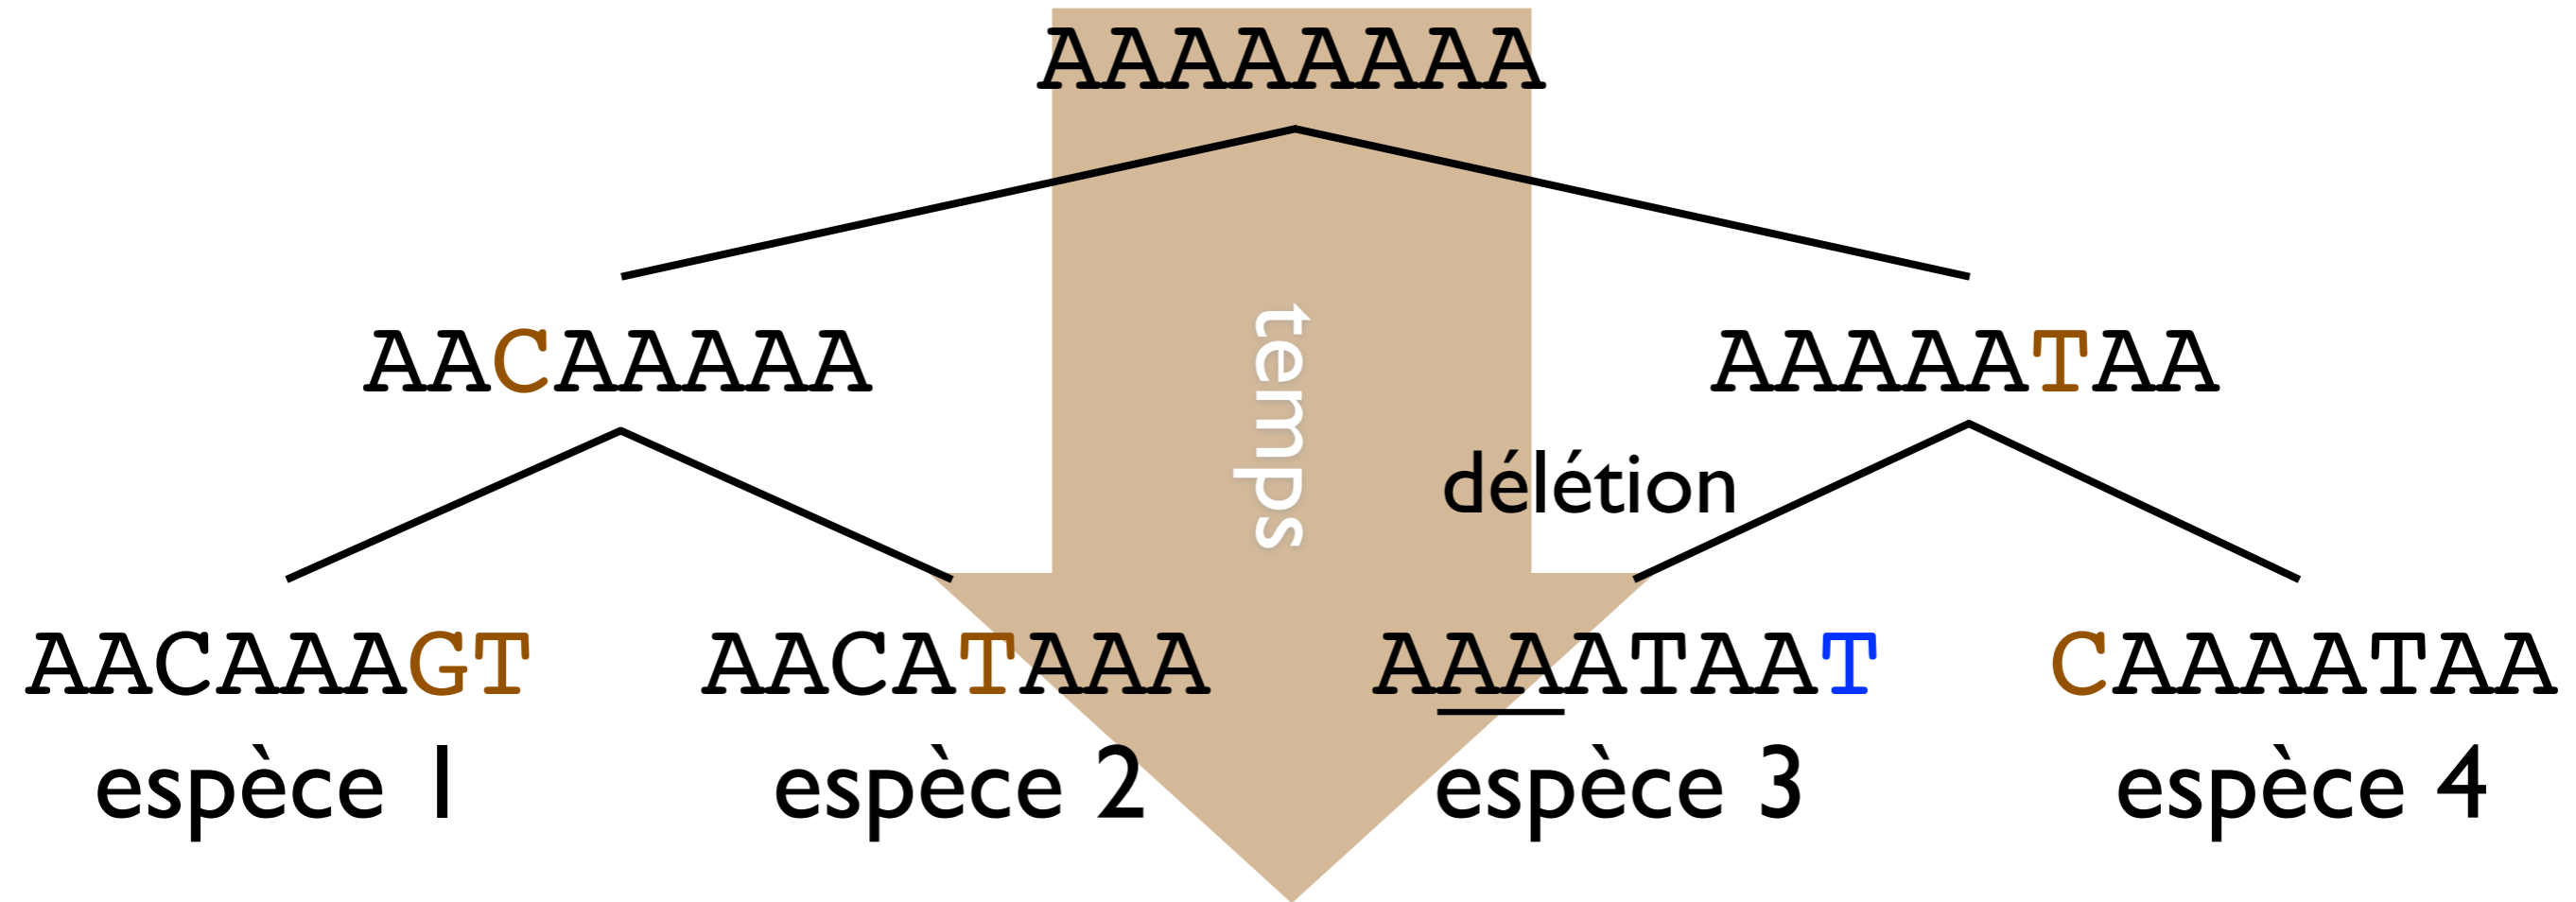 AAAAAAAA
temps
AACAAAAA
AAAAATAA
délétion
AACAAAGT
AACATAAA
AAAATAAT
CAAAATAA
espèce 1
espèce 2
espèce 3
espèce 4